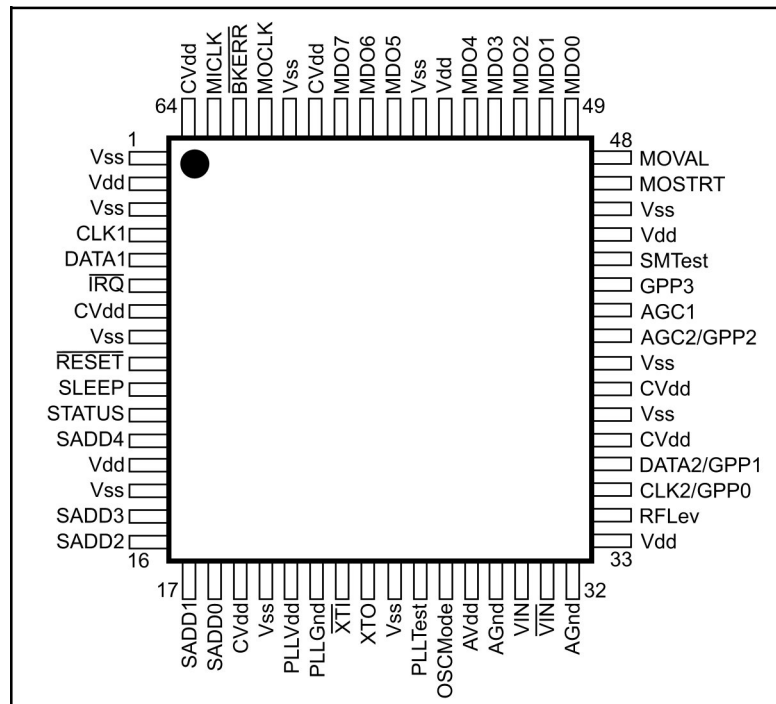 CVdd
MICLK
BKERR
MOCLK
Vss
CVdd
MDO7
MDO6
MDO5
Vss
Vdd
MDO4
MDO3
MDO2
MDO1
MDO0
64
49
1
48
Vss
Vdd
Vss
CLK1
DATA1
IRQ
CVdd
Vss
RESET
SLEEP
STATUS
SADD4
Vdd
Vss
SADD3
SADD2
MOVAL
MOSTRT
Vss
Vdd
SMTest
GPP3
AGC1
AGC2/GPP2
Vss
CVdd
Vss
CVdd
DATA2/GPP1
CLK2/GPP0
RFLev
Vdd
16
33
17
32
SADD1
SADD0
CVdd
Vss
PLLVdd
PLLGnd
XTI
XTO
Vss
PLLTest
OSCMode
AVdd
AGnd
VIN
VIN
AGnd